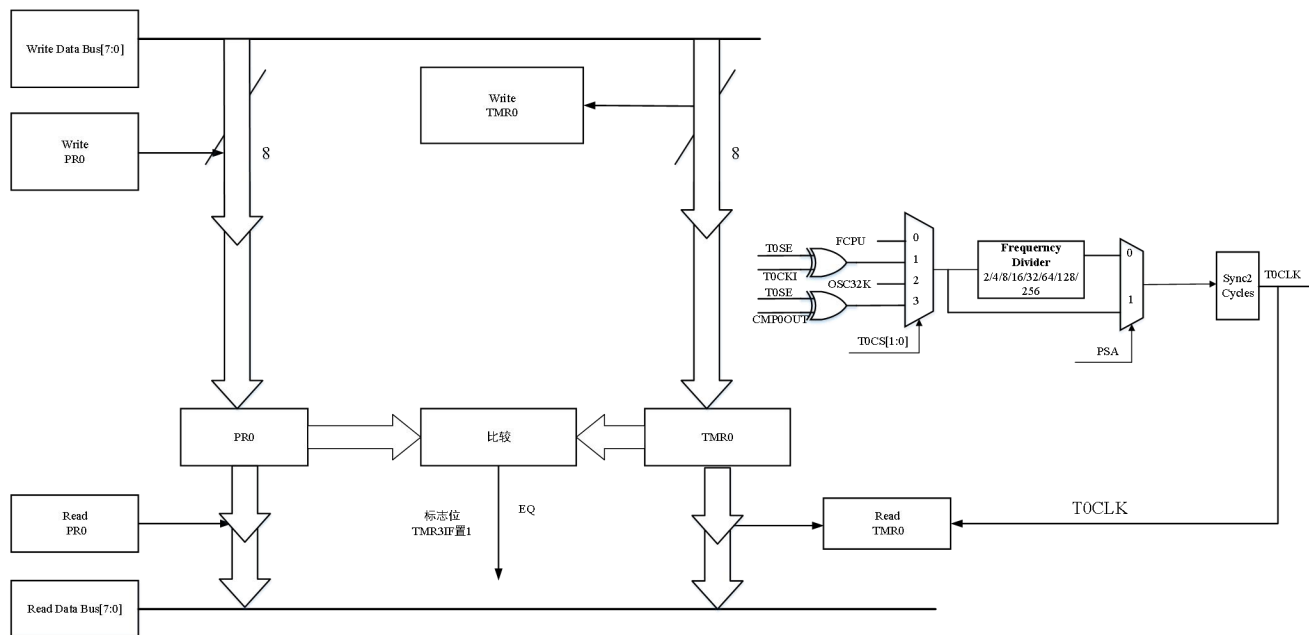 Write Data Bus[7:0]
Write
PR0
8
Write
TMR0
8
FCPU
T0SE
T0CKI
OSC32K
T0SE
CMP0OUT
0
1
2
3
T0CS[1:0]
Frequerncy
Divider
2/4/8/16/32/64/128/
256
0
1
PSA
Sync2
Cycles
T0CLK
PR0
比较
TMR0
Read
PR0
标志位
TMR3IF置1
EQ
Read
TMR0
T0CLK
Read Data Bus[7:0]